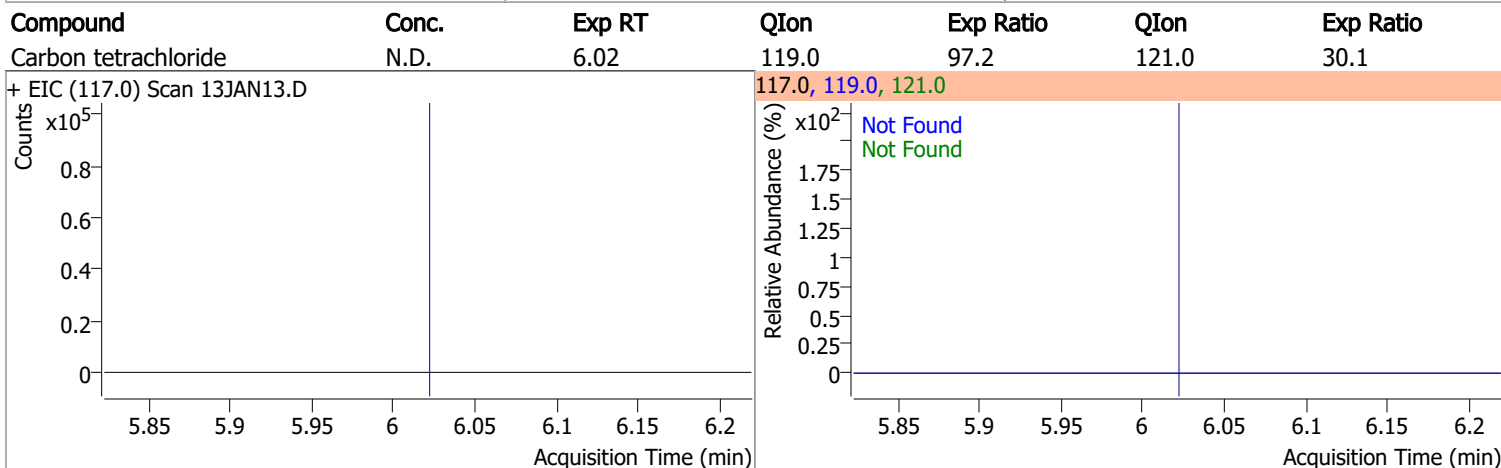 Compound Conc. Exp RT QIon Exp Ratio QIon Exp Ratio
Carbon tetrachloride N.D. 6.02 119.0 97.2 121.0 30.1
+ EIC (117.0) Scan 13JAN13.D
Counts
x10⁵
0.8
0.6
0.4
0.2
0
5.85 5.9 5.95 6 6.05 6.1 6.15 6.2
Acquisition Time (min)
117.0, 119.0, 121.0
Relative Abundance (%)
x10²
Not Found
Not Found
1.75
1.5
1.25
1
0.75
0.5
0.25
0
5.85 5.9 5.95 6 6.05 6.1 6.15 6.2
Acquisition Time (min)